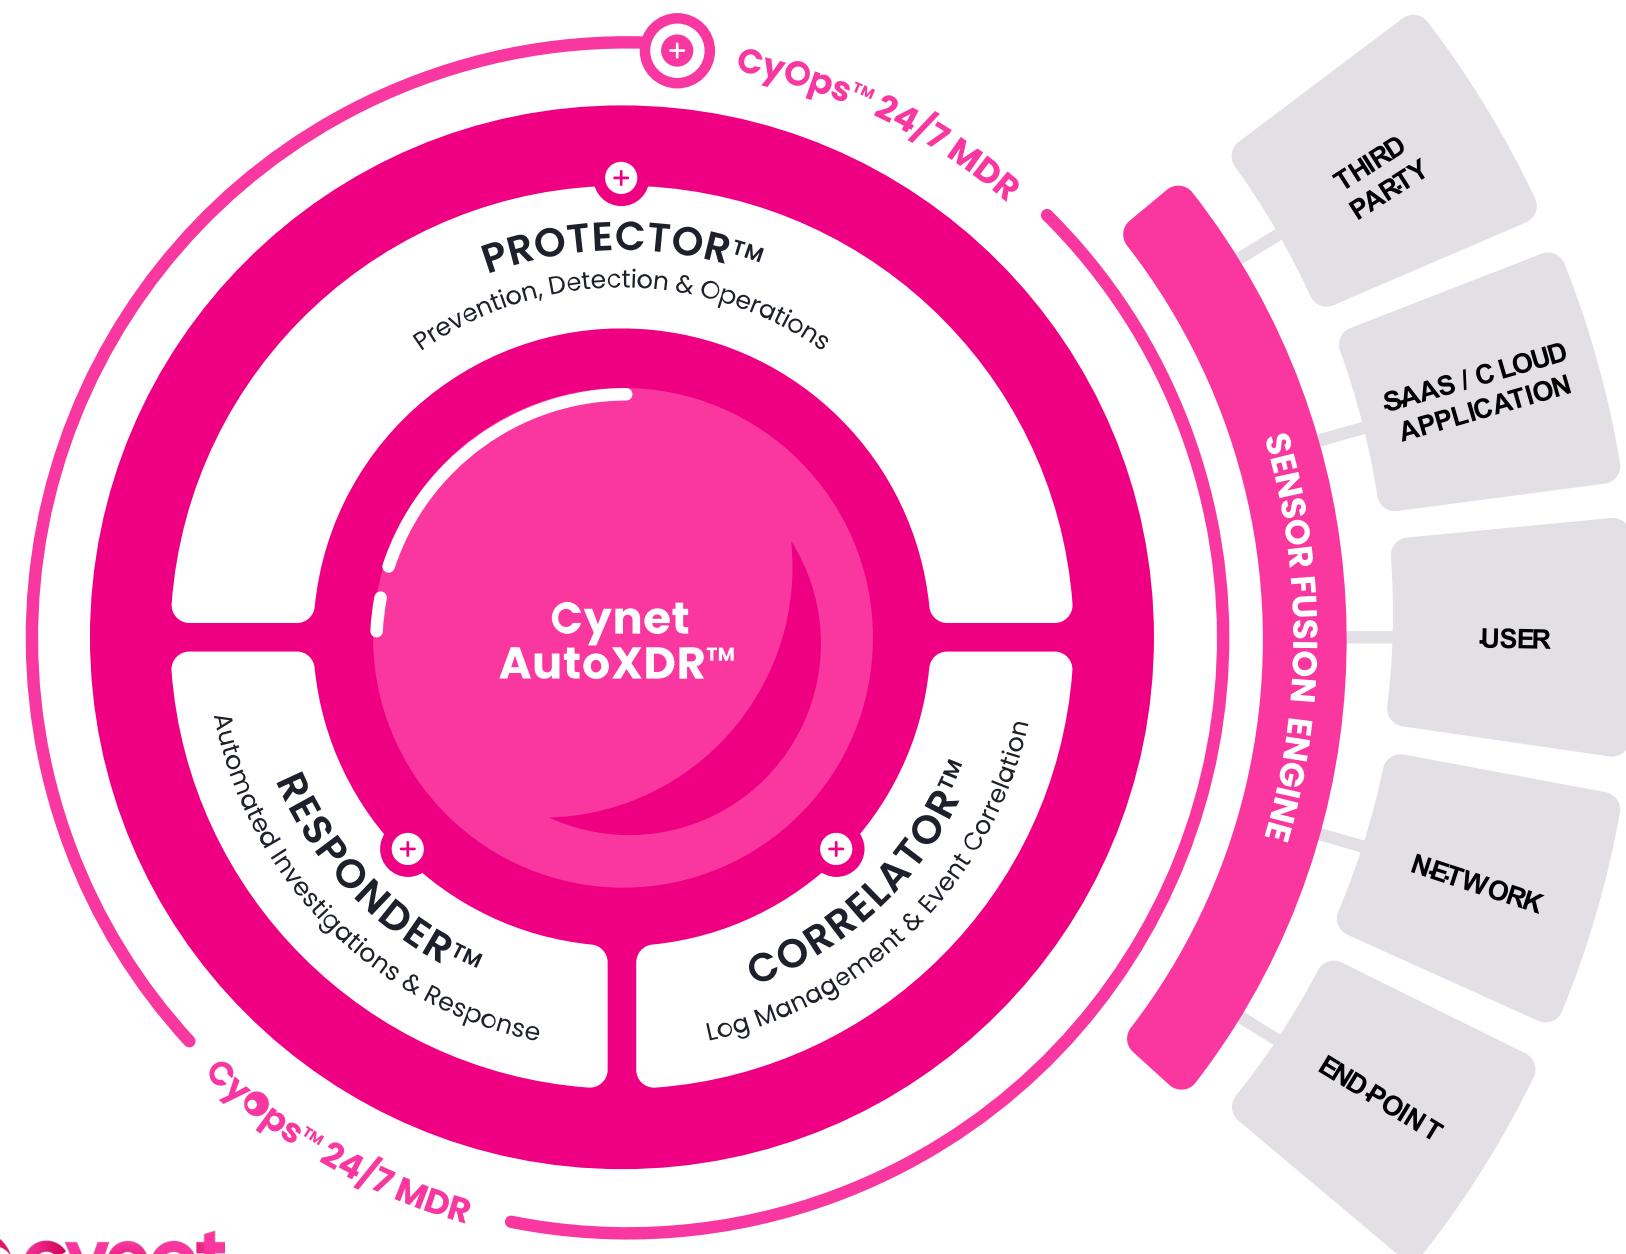 CyOps™ 24/7 MDR
PROTECTOR™
Prevention, Detection & Operations
Cynet
AutoXDR™
RESPONDER™
Automated Investigations & Response
CORRELATOR™
Log Management & Event Correlation
CyOps™ 24/7 MDR
SENSOR FUSION ENGINE
THIRD
PARTY
SAAS / CLOUD
APPLICATION
USER
NETWORK
ENDPOINT
cynet